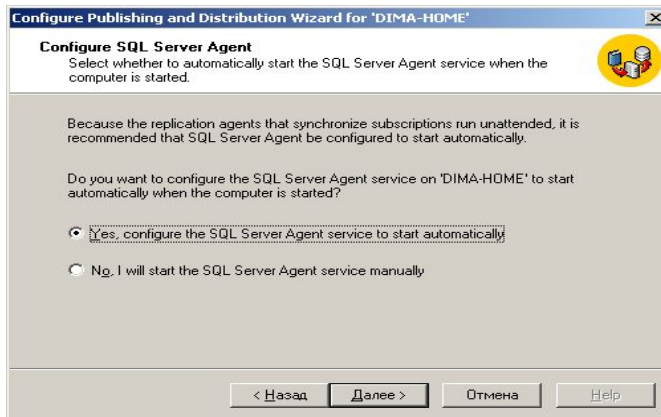 Configure Publishing and Distribution Wizard for 'DIMA-HOME'
Configure SQL Server Agent
Select whether to automatically start the SQL Server Agent service when the
computer is started.
Because the replication agents that synchronize subscriptions run unattended, it is
recommended that SQL Server Agent be configured to start automatically.
Do you want to configure the SQL Server Agent service on 'DIMA-HOME' to start
automatically when the computer is started?
Yes, configure the SQL Server Agent service to start automatically
No, I will start the SQL Server Agent service manually
< Назад Далее > Отмена Help